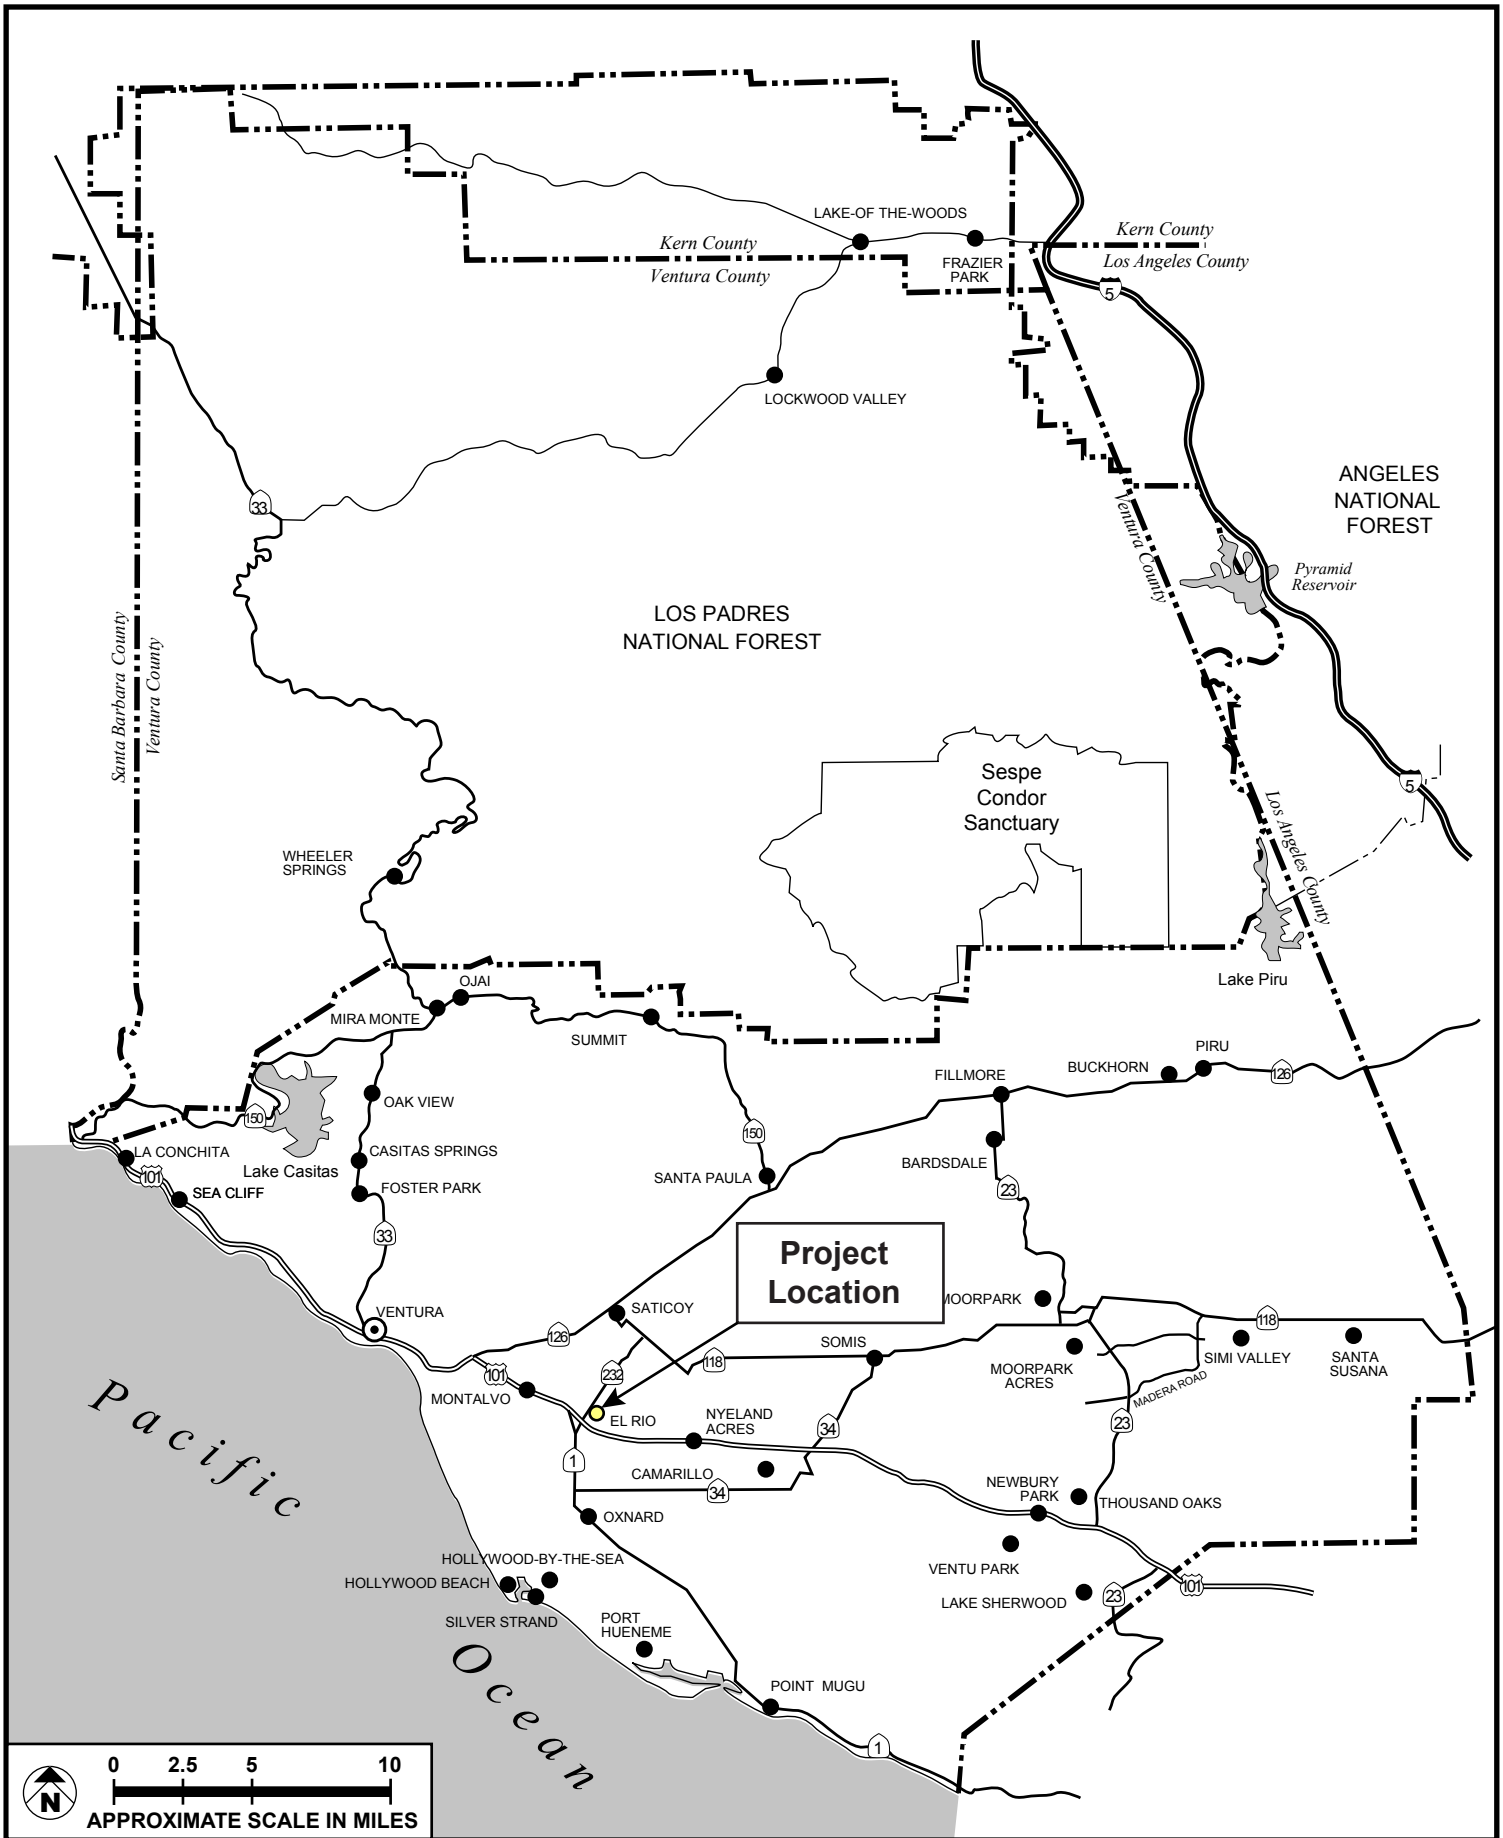 LAKE-OF THE-WOODS
Kern County
Ventura County
FRAZIER
PARK
Kern County
Los Angeles County
5
LOCKWOOD VALLEY
33
ANGELES
NATIONAL
FOREST
Ventura County
Pyramid
Reservoir
LOS PADRES
NATIONAL FOREST
Santa Barbara County
Ventura County
Sespe
Condor
Sanctuary
5
Los Angeles County
WHEELER
SPRINGS
Lake Piru
OJAI
MIRA MONTE
SUMMIT
PIRU
BUCKHORN
126
FILLMORE
OAK VIEW
150
150
LA CONCHITA
101
Lake Casitas
CASITAS SPRINGS
BARDSDALE
SANTA PAULA
FOSTER PARK
23
SEA CLIFF
33
Project
Location
MOORPARK
VENTURA
SATICOY
126
118
SOMIS
118
SIMI VALLEY
SANTA
SUSANA
MOORPARK
ACRES
MADERA ROAD
101
232
MONTALVO
EL RIO
NYELAND
ACRES
34
23
1
CAMARILLO
34
NEWBURY
PARK
THOUSAND OAKS
OXNARD
HOLLYWOOD-BY-THE-SEA
HOLLYWOOD BEACH
VENTU PARK
101
LAKE SHERWOOD
23
SILVER STRAND
PORT
HUENEME
POINT MUGU
1
Pacific
Ocean
N
0 2.5 5 10
APPROXIMATE SCALE IN MILES